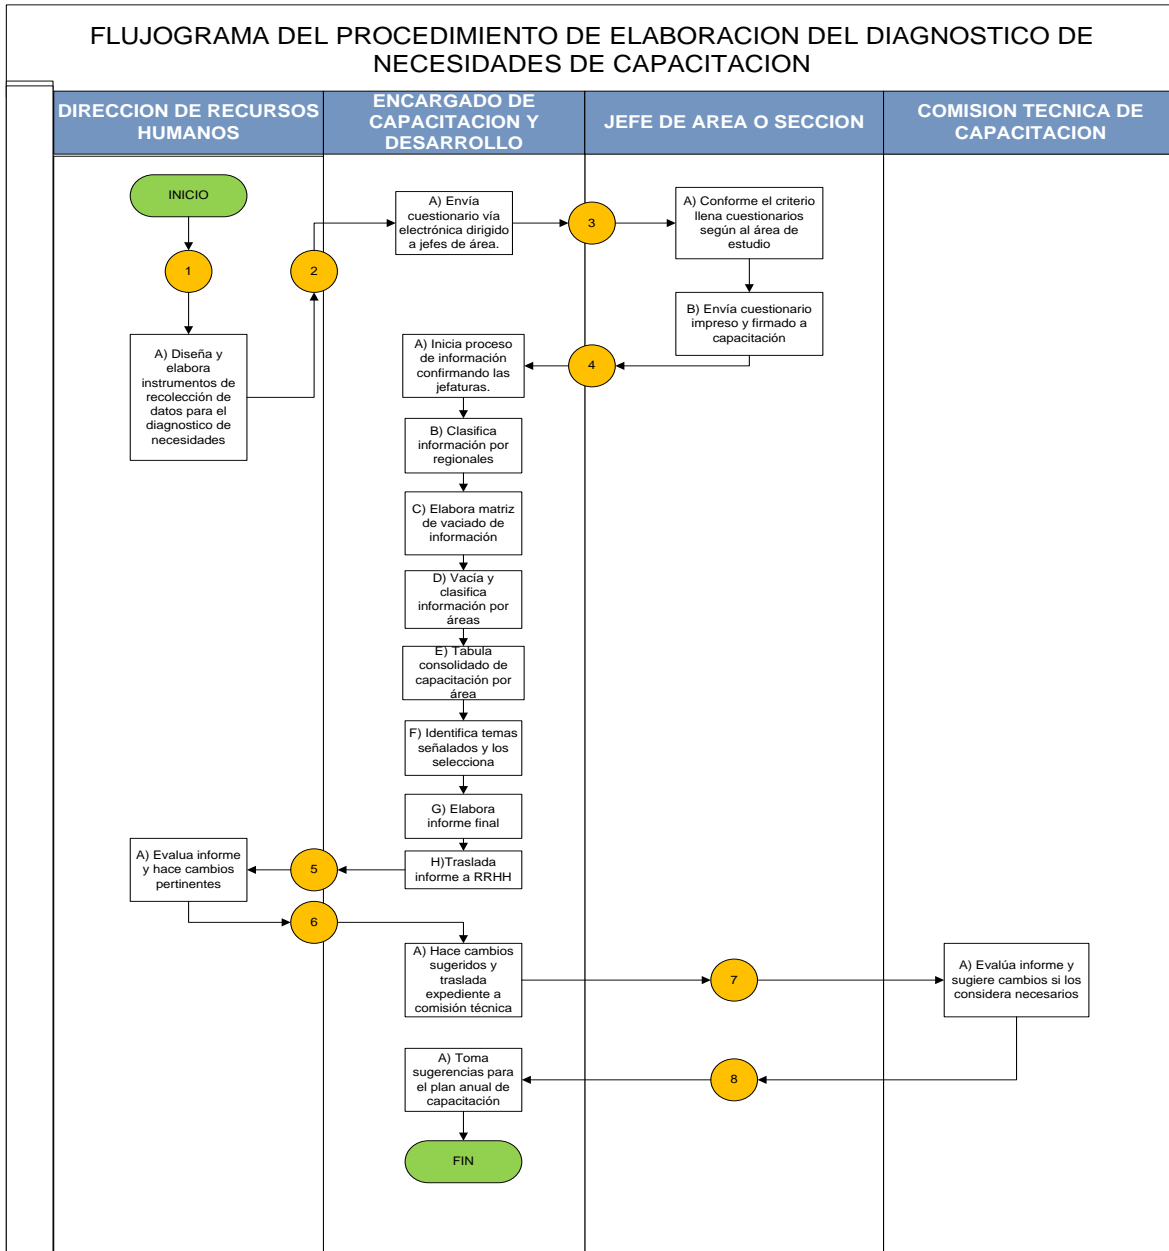 FLUJOGRAMA DEL PROCEDIMIENTO DE ELABORACION DEL DIAGNOSTICO DE
NECESIDADES DE CAPACITACION
DIRECCION DE RECURSOS
HUMANOS
ENCARGADO DE
CAPACITACION Y
DESARROLLO
JEFE DE AREA O SECCION
COMISION TECNICA DE
CAPACITACION
INICIO
1
A) Diseña y
elabora
instrumentos de
recolección de
datos para el
diagnostico de
necesidades
2
A) Envía
cuestionario vía
electrónica dirigido
a jefes de área.
3
A) Conforme el criterio
llena cuestionarios
según al área de
estudio
B) Envía cuestionario
impreso y firmado a
capacitación
4
A) Inicia proceso
de información
confirmando las
jefaturas.
B) Clasifica
información por
regionales
C) Elabora matriz
de vaciado de
información
D) Vacía y
clasifica
información por
áreas
E) Tabula
consolidado de
capacitación por
área
F) Identifica temas
señalados y los
selecciona
G) Elabora
informe final
H)Traslada
informe a RRHH
5
A) Evalua informe
y hace cambios
pertinentes
6
A) Hace cambios
sugeridos y
traslada
expediente a
comisión técnica
7
A) Evalúa informe y
sugiere cambios si los
considera necesarios
8
A) Toma
sugerencias para
el plan anual de
capacitación
FIN